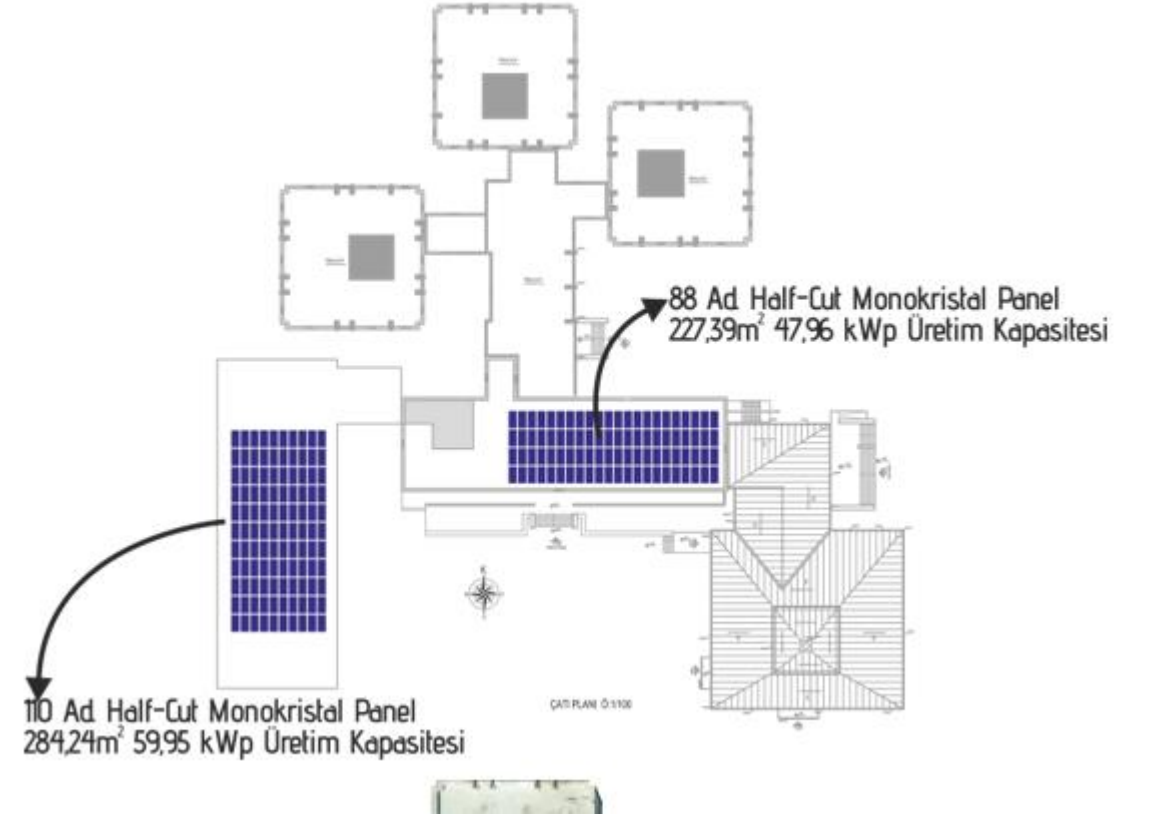 88 Ad. Half-Cut Monokristal Panel
227,39m² 47,96 kWp Üretim Kapasitesi
K
ÇATI PLANI Ö:1/100
110 Ad. Half-Cut Monokristal Panel
284,24m² 59,95 kWp Üretim Kapasitesi